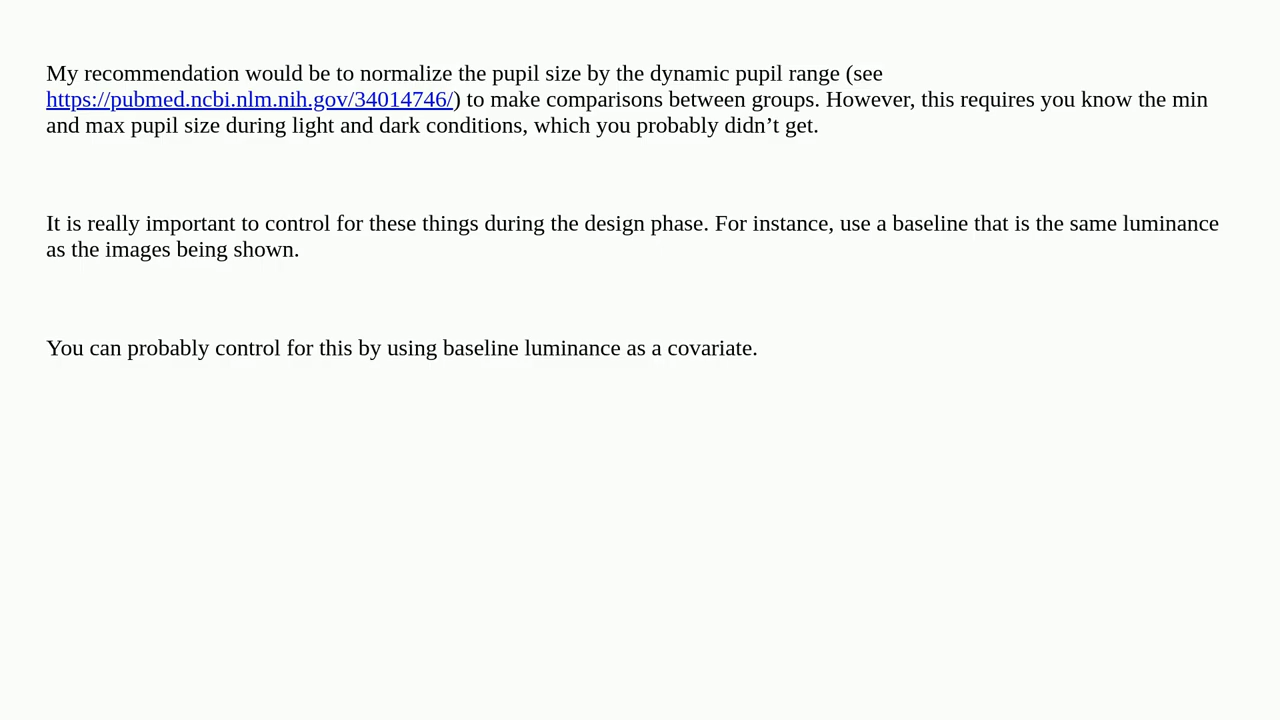 My recommendation would be to normalize the pupil size by the dynamic pupil range (see
https://pubmed.ncbi.nlm.nih.gov/34014746/) to make comparisons between groups. However, this requires you know the min
and max pupil size during light and dark conditions, which you probably didn’t get.
It is really important to control for these things during the design phase. For instance, use a baseline that is the same luminance
as the images being shown.
You can probably control for this by using baseline luminance as a covariate.